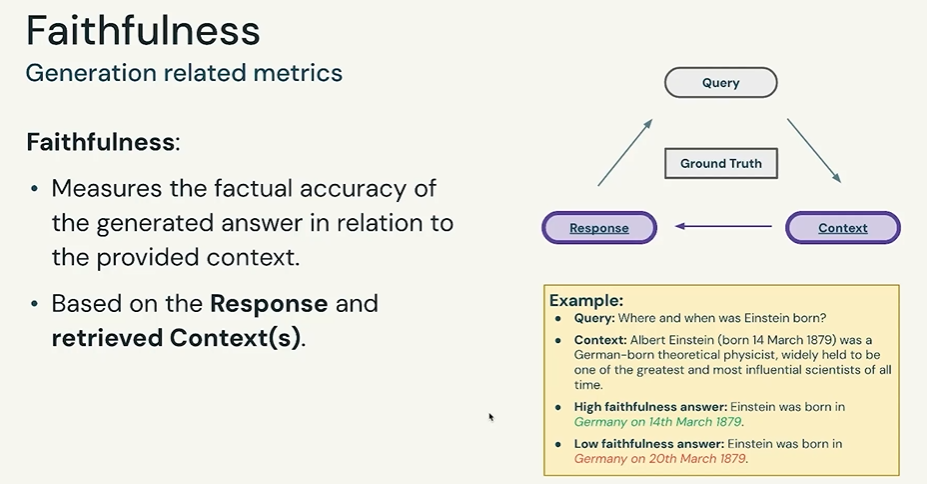 Faithfulness
Generation related metrics
Faithfulness:
• Measures the factual accuracy of
the generated answer in relation to
the provided context.
• Based on the Response and
retrieved Context(s).
Query
Ground Truth
Response
Context
Example:
● Query: Where and when was Einstein born?
● Context: Albert Einstein (born 14 March 1879) was a
German-born theoretical physicist, widely held to be
one of the greatest and most influential scientists of all
time.
● High faithfulness answer: Einstein was born in
Germany on 14th March 1879.
● Low faithfulness answer: Einstein was born in
Germany on 20th March 1879.